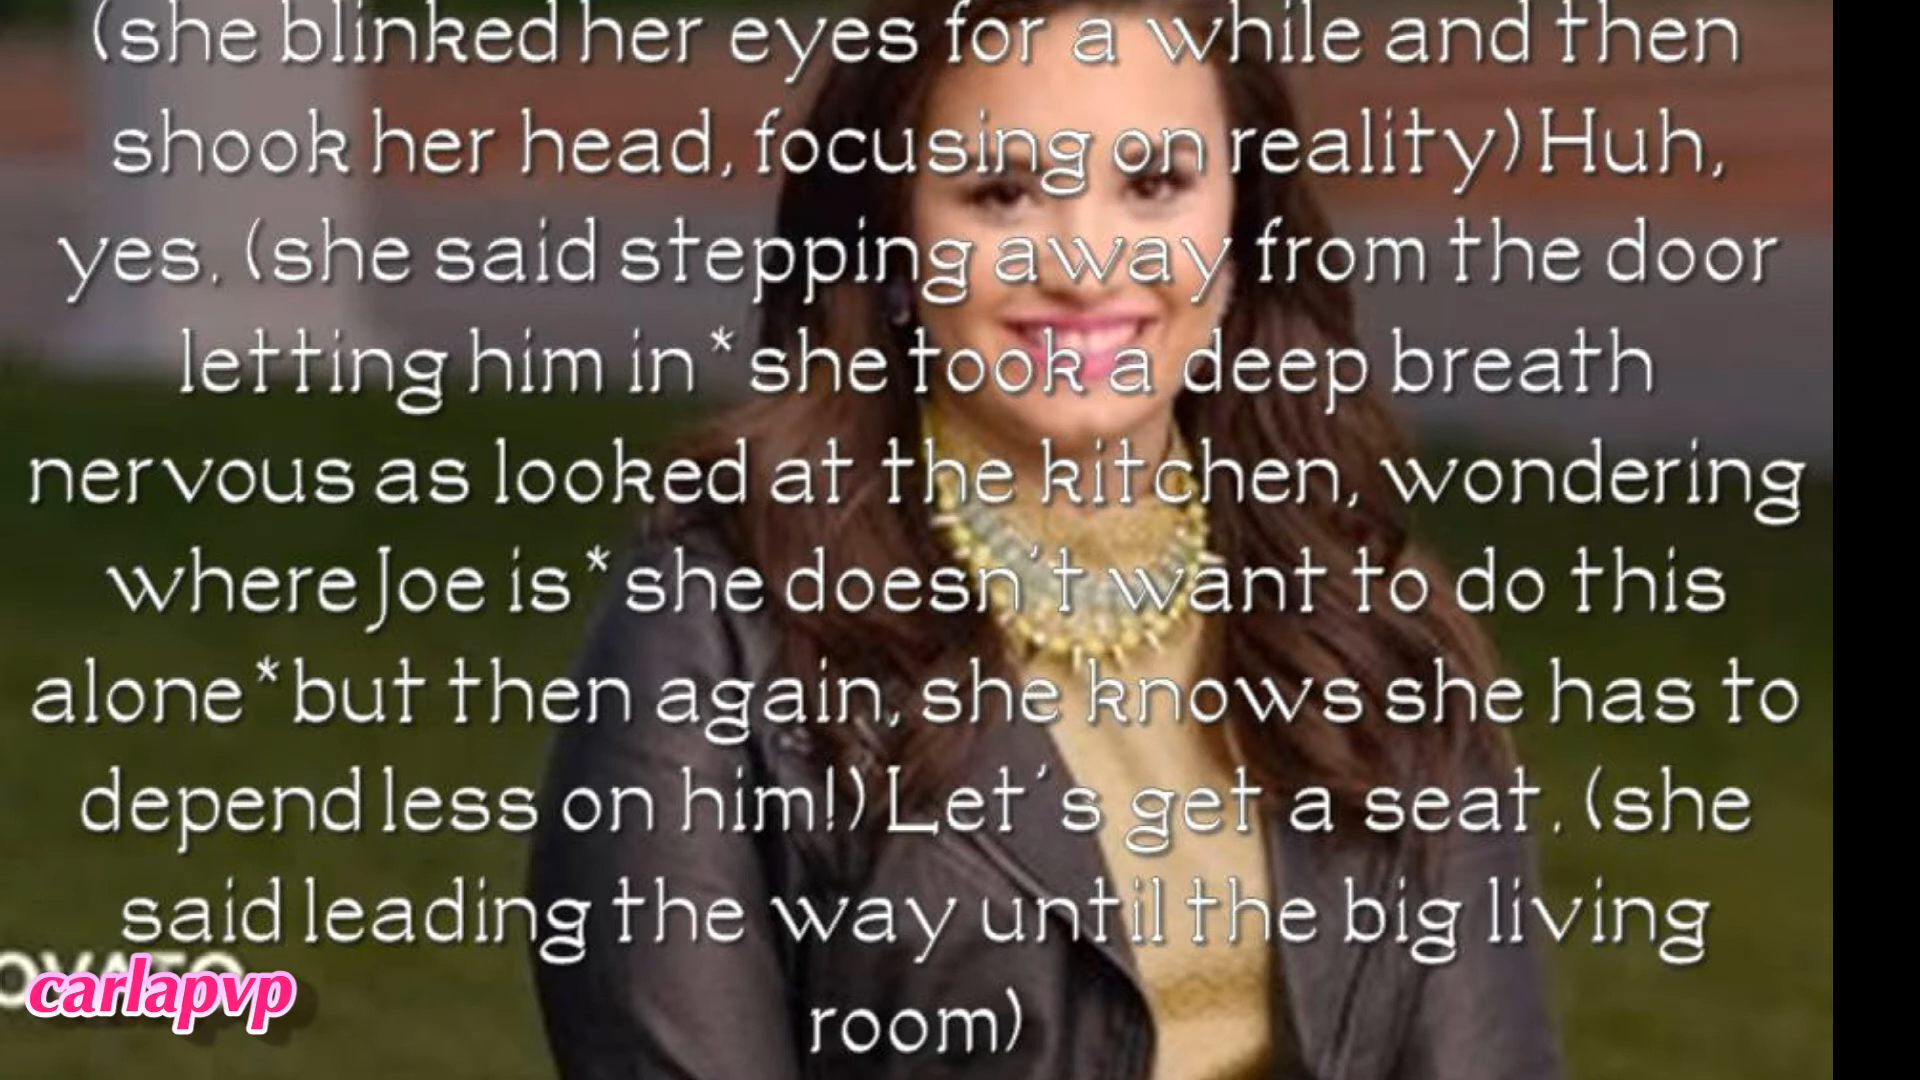 (she blinked her eyes for a while and then
shook her head, focusing on reality) Huh,
yes. (she said stepping away from the door
letting him in*she took a deep breath
nervous as looked at the kitchen, wondering
where Joe is*she doesn't want to do this
alone*but then again, she knows she has to
depend less on him!) Let's get a seat. (she
said leading the way until the big living
room)
carlapvp